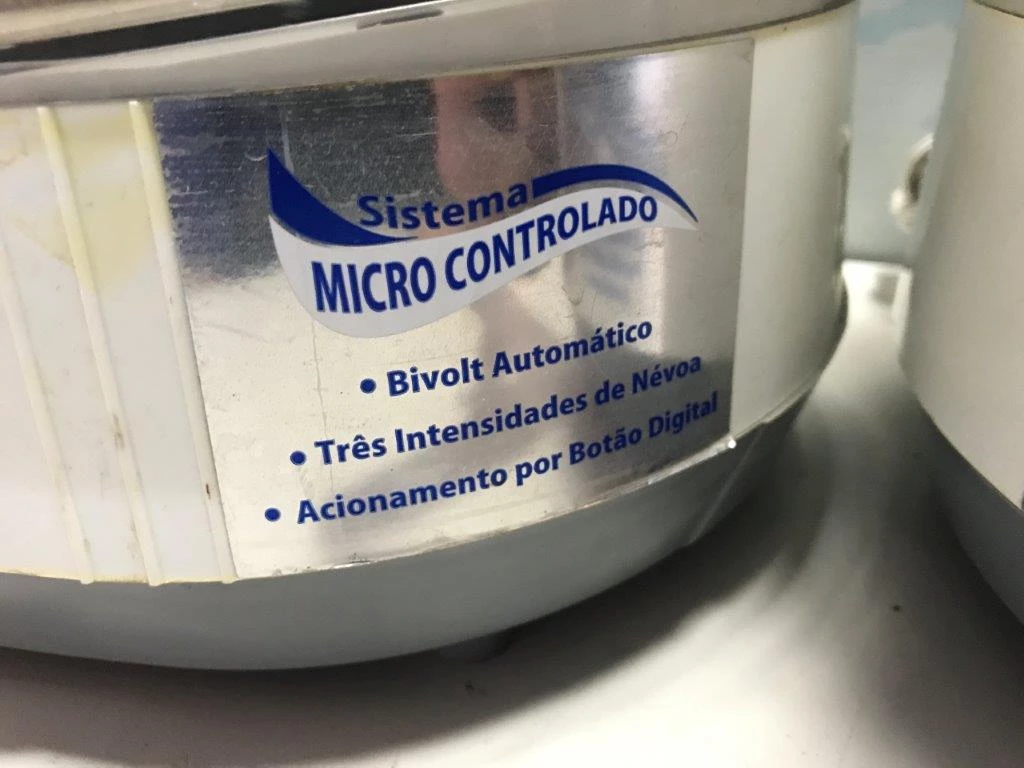 Sistema
MICRO CONTROLADO
• Bivolt Automático
• Três Intensidades de Névoa
• Acionamento por Botão Digital